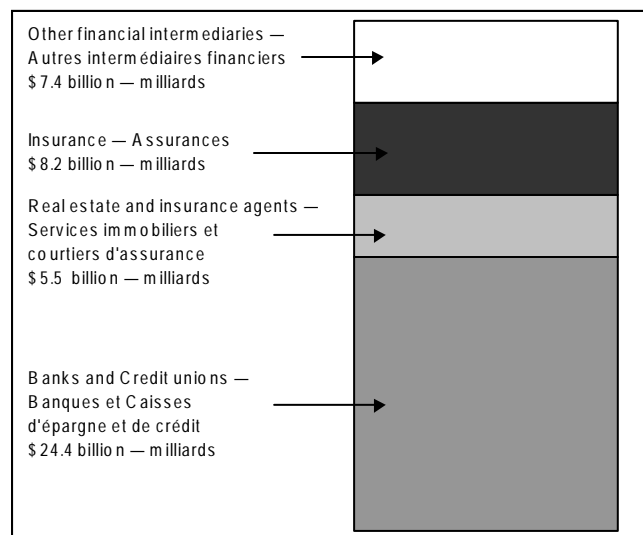 Other financial intermediaries —
Autres intermédiaires financiers
$7.4 billion — milliards
Insurance — Assurances
$8.2 billion — milliards
Real estate and insurance agents —
Services immobiliers et
courtiers d'assurance
$5.5 billion — milliards
Banks and Credit unions —
Banques et Caisses
d'épargne et de crédit
$24.4 billion — milliards